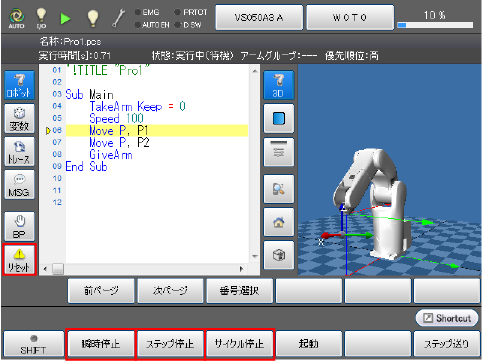 AUTO I/O EMG PRTOT AUTO EN D SW VS050A3 A W0 T0 10 %
名称:Pro1.pcs
実行時間[s]:0.71 状態:実行中(待機) アームグループ:--- 優先順位:高
ロボット
変数
トレース
MSG
BP
リセット
01 '!TITLE "Pro1"
02
03 Sub Main
04 TakeArm Keep = 0
05 Speed 100
06 Move P, P1
07 Move P, P2
08 GiveArm
09 End Sub
10
11
12
3D
X
前ページ 次ページ 番号選択
Shortcut
SHIFT 瞬時停止 ステップ停止 サイクル停止 起動 ステップ送り